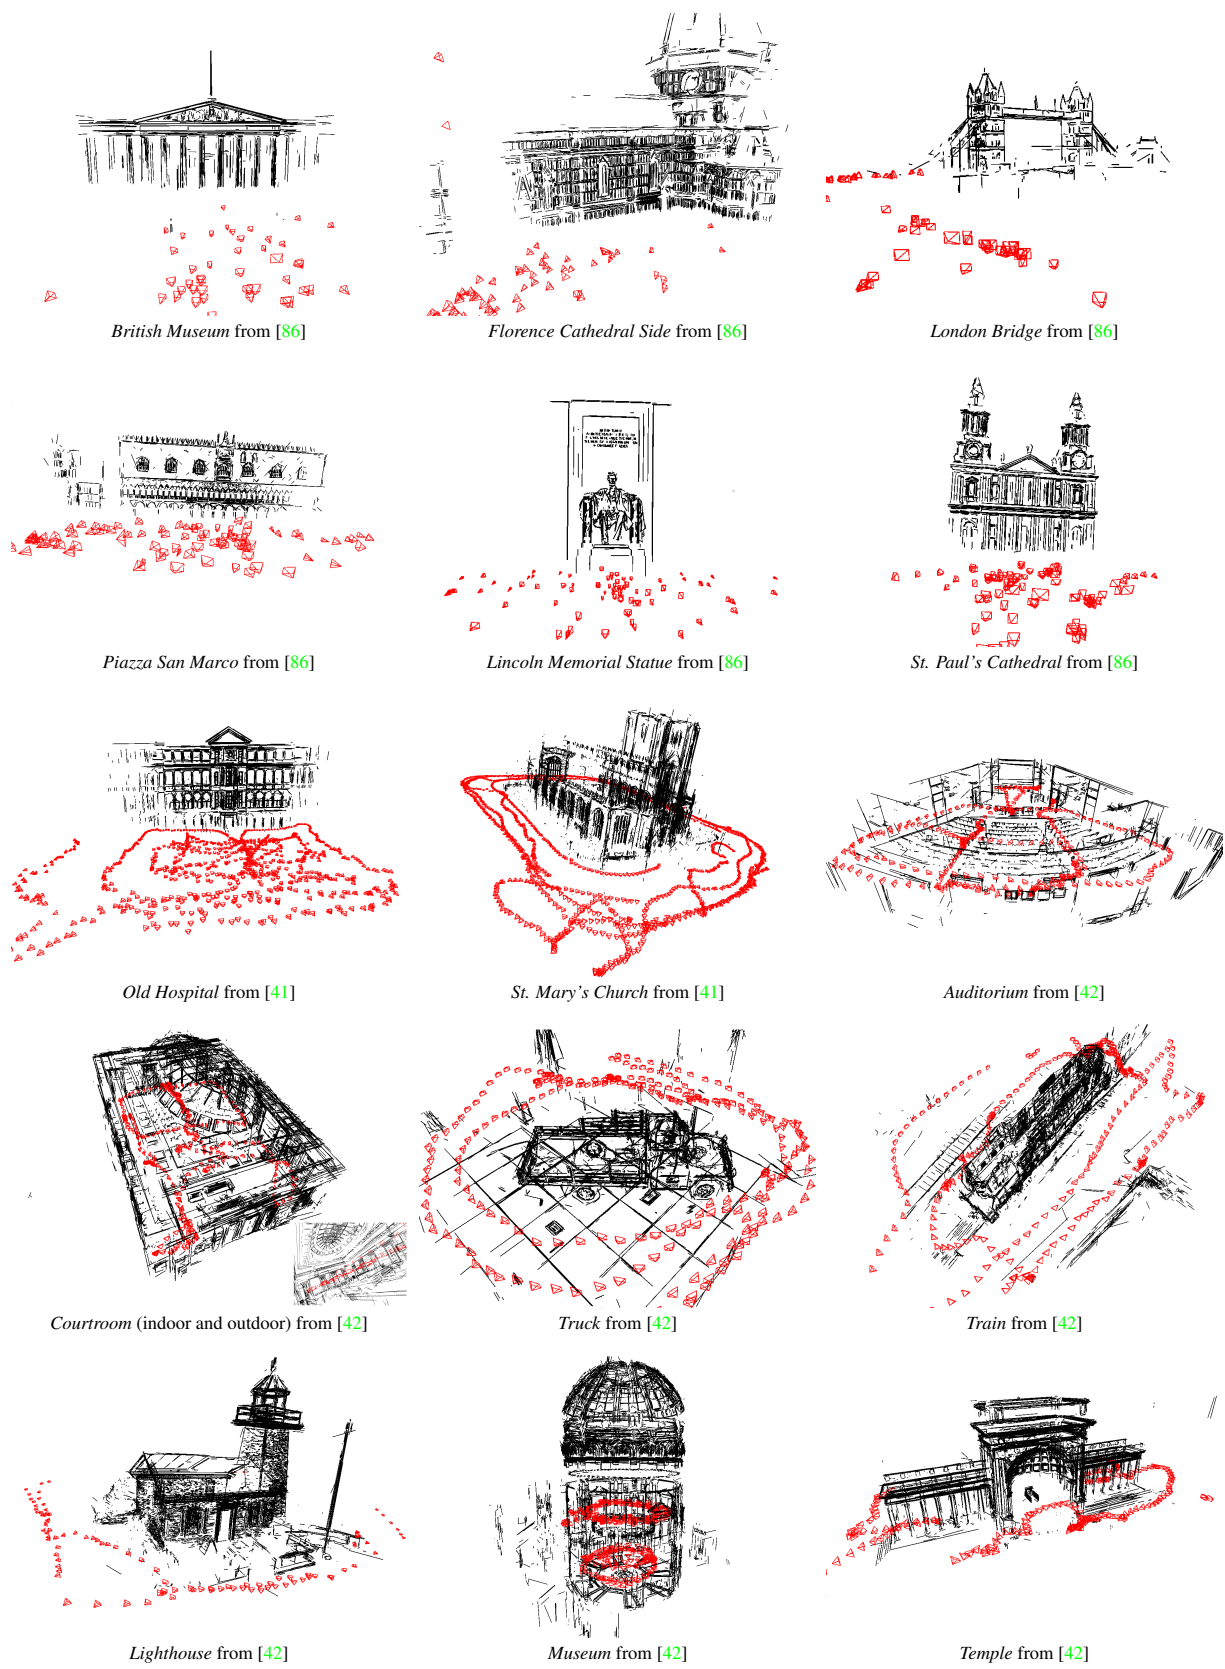 British Museum from [86]
Florence Cathedral Side from [86]
London Bridge from [86]
Piazza San Marco from [86]
Lincoln Memorial Statue from [86]
St. Paul's Cathedral from [86]
Old Hospital from [41]
St. Mary's Church from [41]
Auditorium from [42]
Courtroom (indoor and outdoor) from [42]
Truck from [42]
Train from [42]
Lighthouse from [42]
Museum from [42]
Temple from [42]